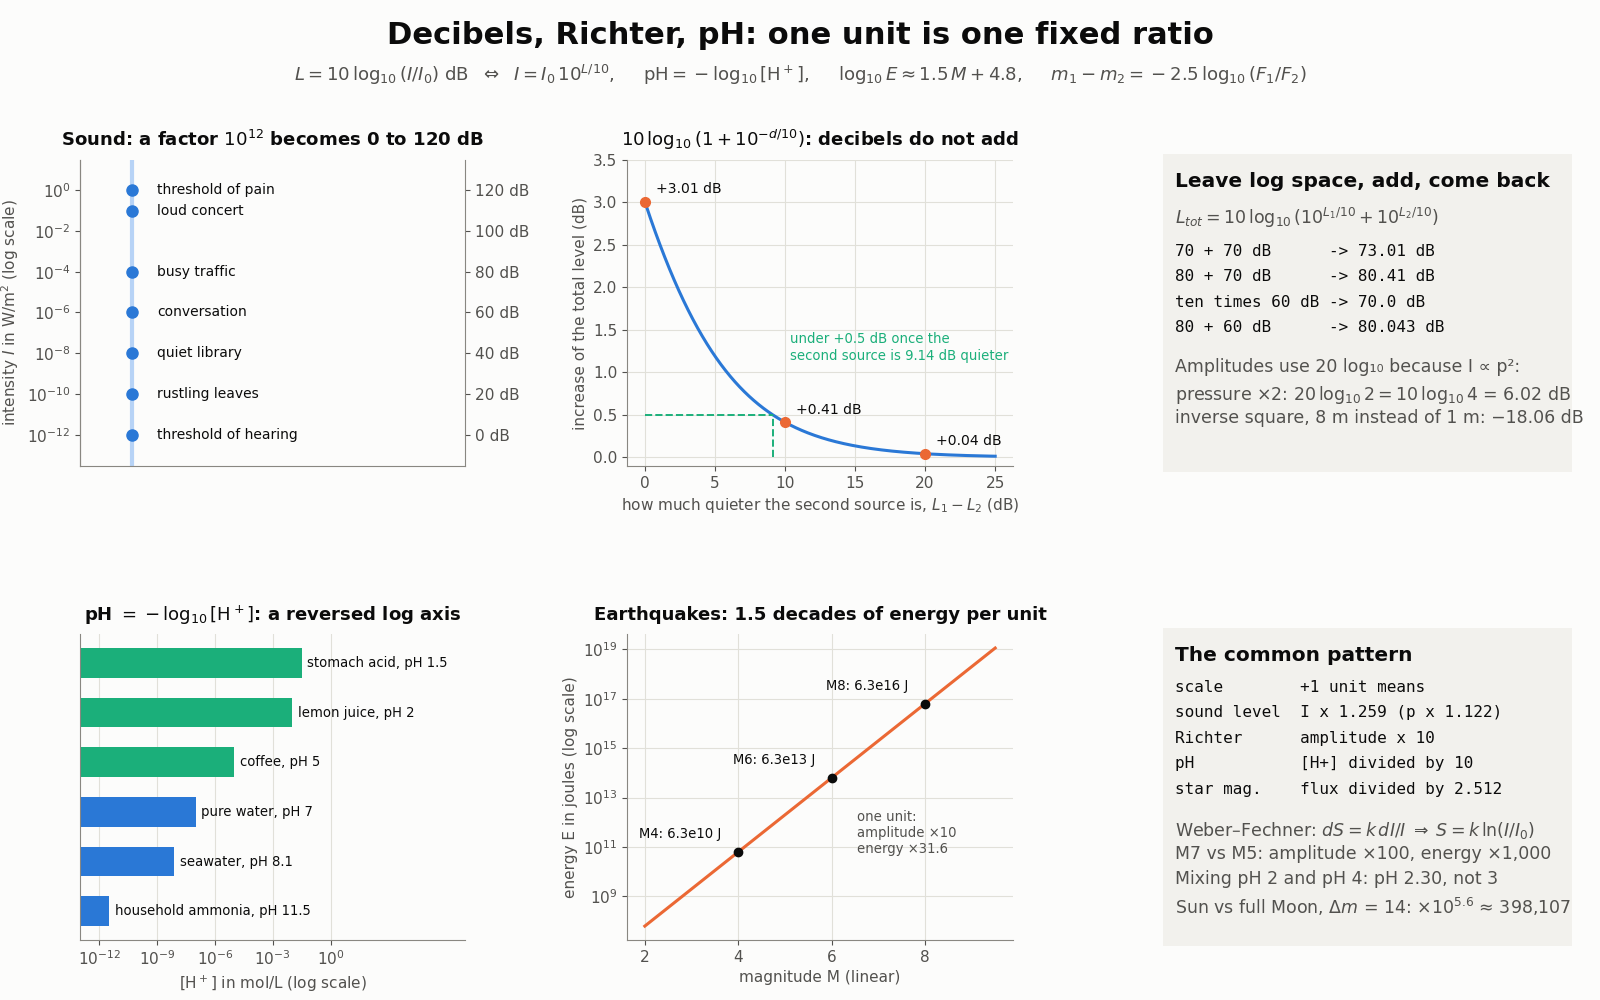 Decibels, Richter, pH: one unit is one fixed ratio
L = 10 log₁₀ (I/I₀) dB ⇔ I = I₀ 10^{L/10}, pH = −log₁₀ [H⁺], log₁₀ E ≈ 1.5 M + 4.8, m₁ − m₂ = −2.5 log₁₀ (F₁/F₂)
Sound: a factor 10¹² becomes 0 to 120 dB
intensity I in W/m² (log scale)
10⁰
10⁻²
10⁻⁴
10⁻⁶
10⁻⁸
10⁻¹⁰
10⁻¹²
threshold of pain
loud concert
busy traffic
conversation
quiet library
rustling leaves
threshold of hearing
120 dB
100 dB
80 dB
60 dB
40 dB
20 dB
0 dB
10 log₁₀ (1 + 10^{−d/10}): decibels do not add
increase of the total level (dB)
3.5
3.0
2.5
2.0
1.5
1.0
0.5
0.0
+3.01 dB
under +0.5 dB once the
second source is 9.14 dB quieter
+0.41 dB
+0.04 dB
0 5 10 15 20 25
how much quieter the second source is, L₁ − L₂ (dB)
Leave log space, add, come back
L_{tot} = 10 log₁₀ (10^{L₁/10} + 10^{L₂/10})
70 + 70 dB -> 73.01 dB
80 + 70 dB -> 80.41 dB
ten times 60 dB -> 70.0 dB
80 + 60 dB -> 80.043 dB
Amplitudes use 20 log₁₀ because I ∝ p²:
pressure ×2: 20 log₁₀ 2 = 10 log₁₀ 4 = 6.02 dB
inverse square, 8 m instead of 1 m: −18.06 dB
pH = −log₁₀ [H⁺]: a reversed log axis
stomach acid, pH 1.5
lemon juice, pH 2
coffee, pH 5
pure water, pH 7
seawater, pH 8.1
household ammonia, pH 11.5
10⁻¹² 10⁻⁹ 10⁻⁶ 10⁻³ 10⁰
[H⁺] in mol/L (log scale)
Earthquakes: 1.5 decades of energy per unit
energy E in joules (log scale)
10¹⁹
10¹⁷
10¹⁵
10¹³
10¹¹
10⁹
M8: 6.3e16 J
M6: 6.3e13 J
M4: 6.3e10 J
one unit:
amplitude ×10
energy ×31.6
2 4 6 8
magnitude M (linear)
The common pattern
scale +1 unit means
sound level I x 1.259 (p x 1.122)
Richter amplitude x 10
pH [H+] divided by 10
star mag. flux divided by 2.512
Weber–Fechner: dS = k dI/I ⇒ S = k ln(I/I₀)
M7 vs M5: amplitude ×100, energy ×1,000
Mixing pH 2 and pH 4: pH 2.30, not 3
Sun vs full Moon, Δm = 14: ×10^{5.6} ≈ 398,107